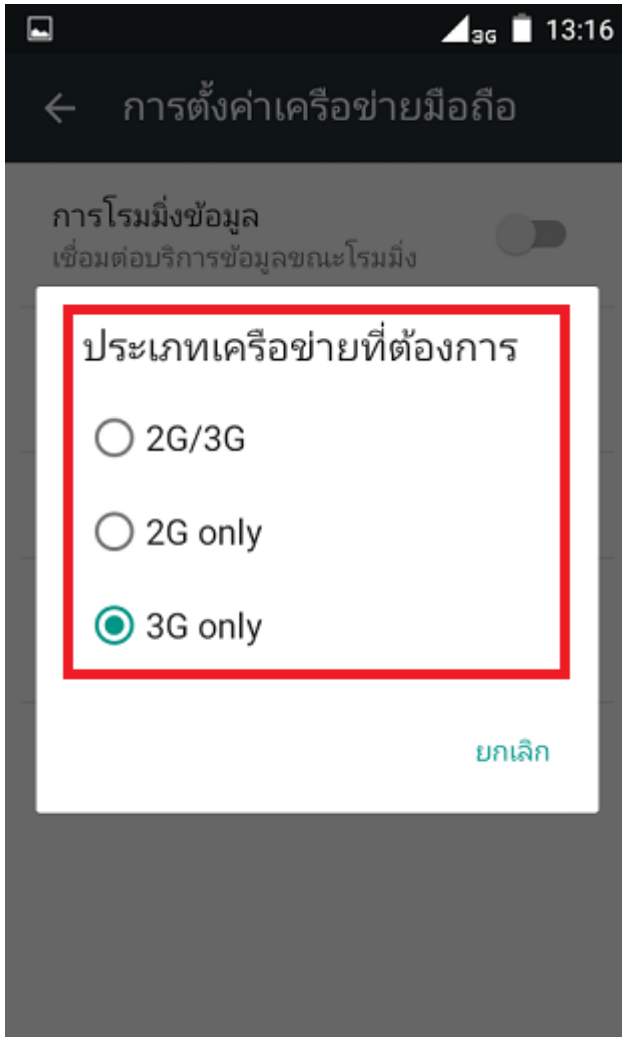 3G 13:16
การตั้งค่าเครือข่ายมือถือ
การโรมมิ่งข้อมูล
เชื่อมต่อบริการข้อมูลขณะโรมมิ่ง
ประเภทเครือข่ายที่ต้องการ
2G/3G
2G only
3G only
ยกเลิก